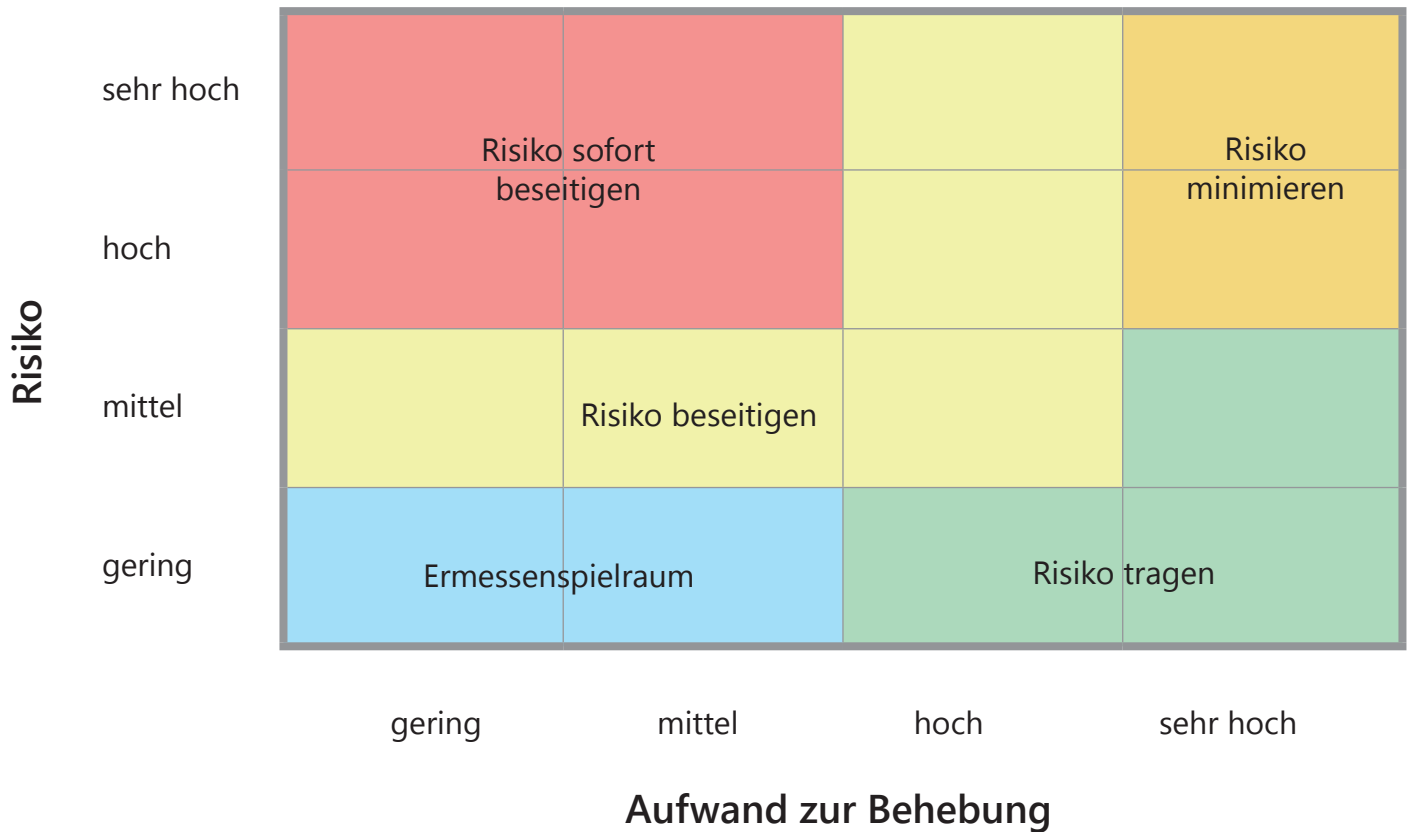 sehr hoch
Risiko sofort
beseitigen
Risiko
minimieren
hoch
Risiko
mittel
Risiko beseitigen
gering
Ermessenspielraum
Risiko tragen
gering
mittel
hoch
sehr hoch
Aufwand zur Behebung